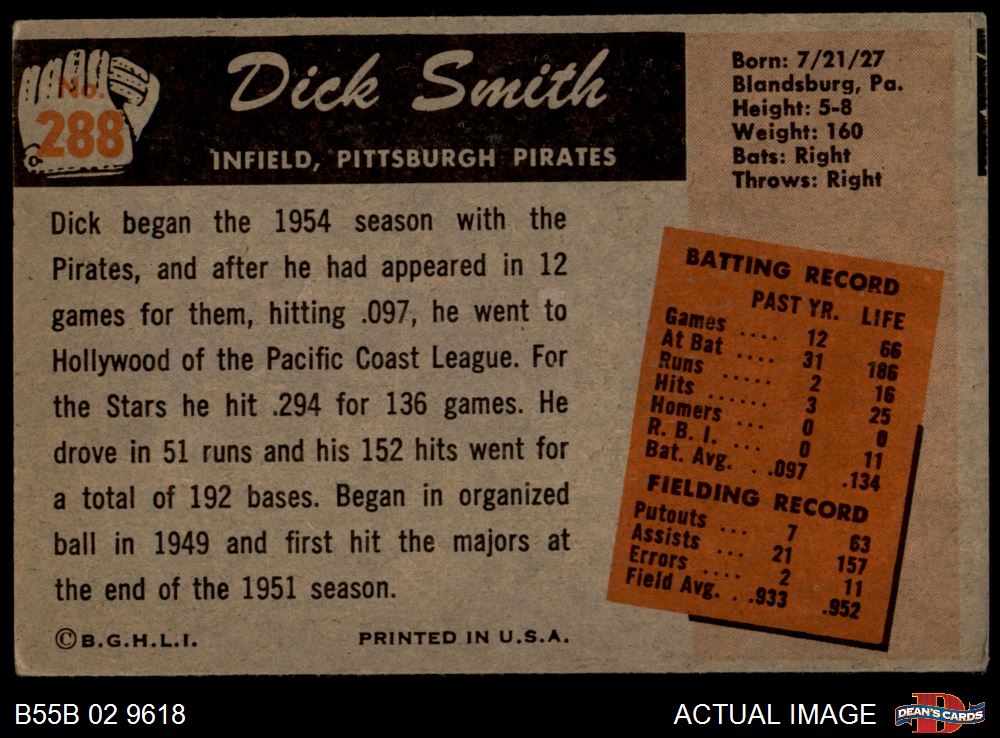 No.
288
Dick Smith
INFIELD, PITTSBURGH PIRATES
Born: 7/21/27
Blandsburg, Pa.
Height: 5-8
Weight: 160
Bats: Right
Throws: Right
Dick began the 1954 season with the
Pirates, and after he had appeared in 12
games for them, hitting .097, he went to
Hollywood of the Pacific Coast League. For
the Stars he hit .294 for 136 games. He
drove in 51 runs and his 152 hits went for
a total of 192 bases. Began in organized
ball in 1949 and first hit the majors at
the end of the 1951 season.
©B.G.H.L.I. PRINTED IN U.S.A.
BATTING RECORD
PAST YR. LIFE
Games .... 12 66
At Bat .... 31 186
Runs ..... 2 16
Hits ...... 3 25
Homers ... 0 0
R. B. I. ... 0 11
Bat. Avg. . .097 .134
FIELDING RECORD
Putouts ... 7 63
Assists ... 21 157
Errors .... 2 11
Field Avg. . .933 .952
B55B 02 9618 ACTUAL IMAGE DEAN'S CARDS